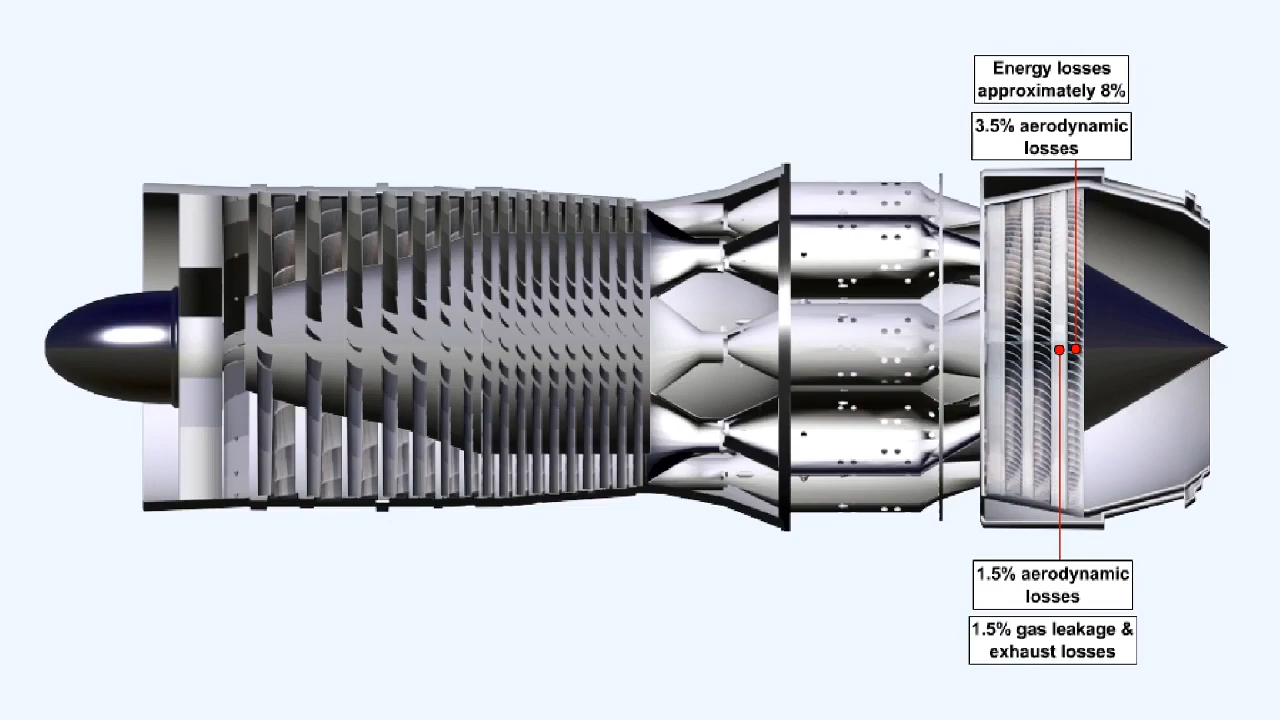 Energy losses
approximately 8%
3.5% aerodynamic
losses
1.5% aerodynamic
losses
1.5% gas leakage &
exhaust losses